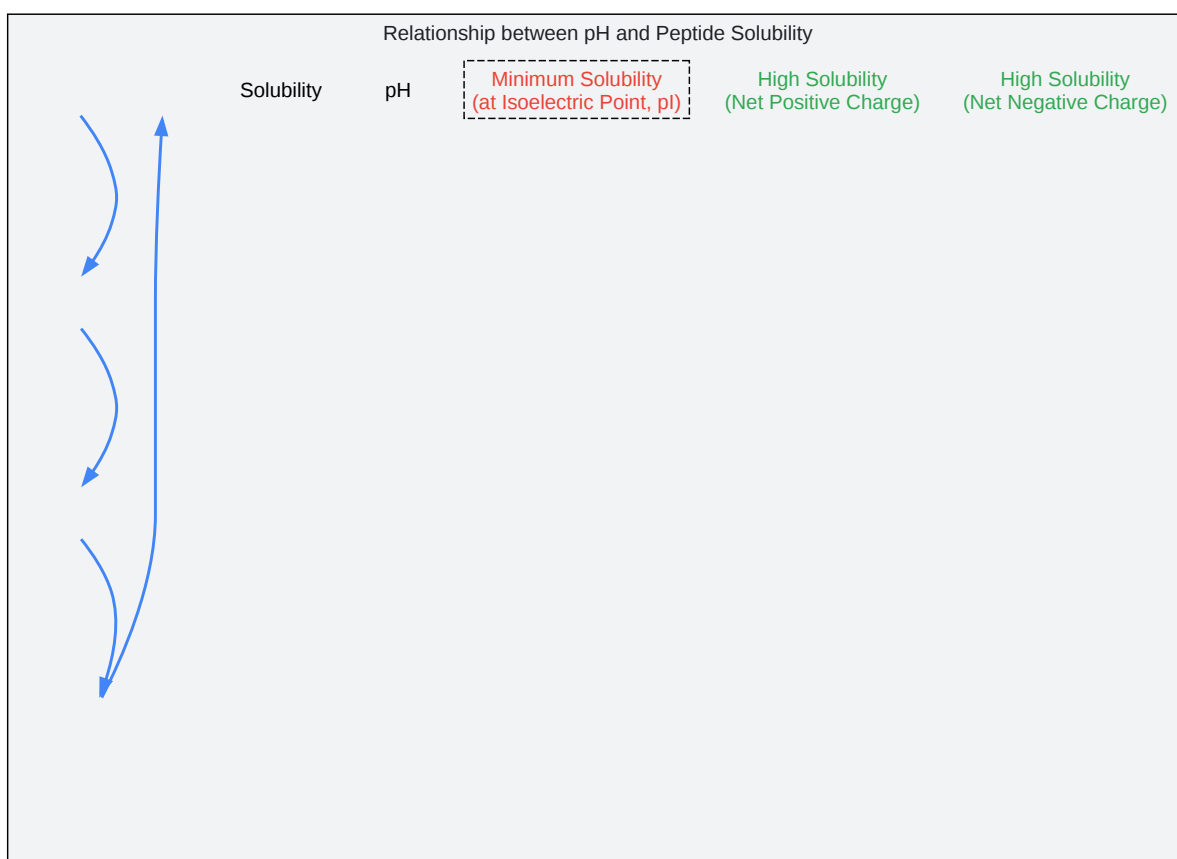 Relationship between pH and Peptide Solubility
Solubility
pH
Minimum Solubility
(at Isoelectric Point, pI)
High Solubility
(Net Positive Charge)
High Solubility
(Net Negative Charge)